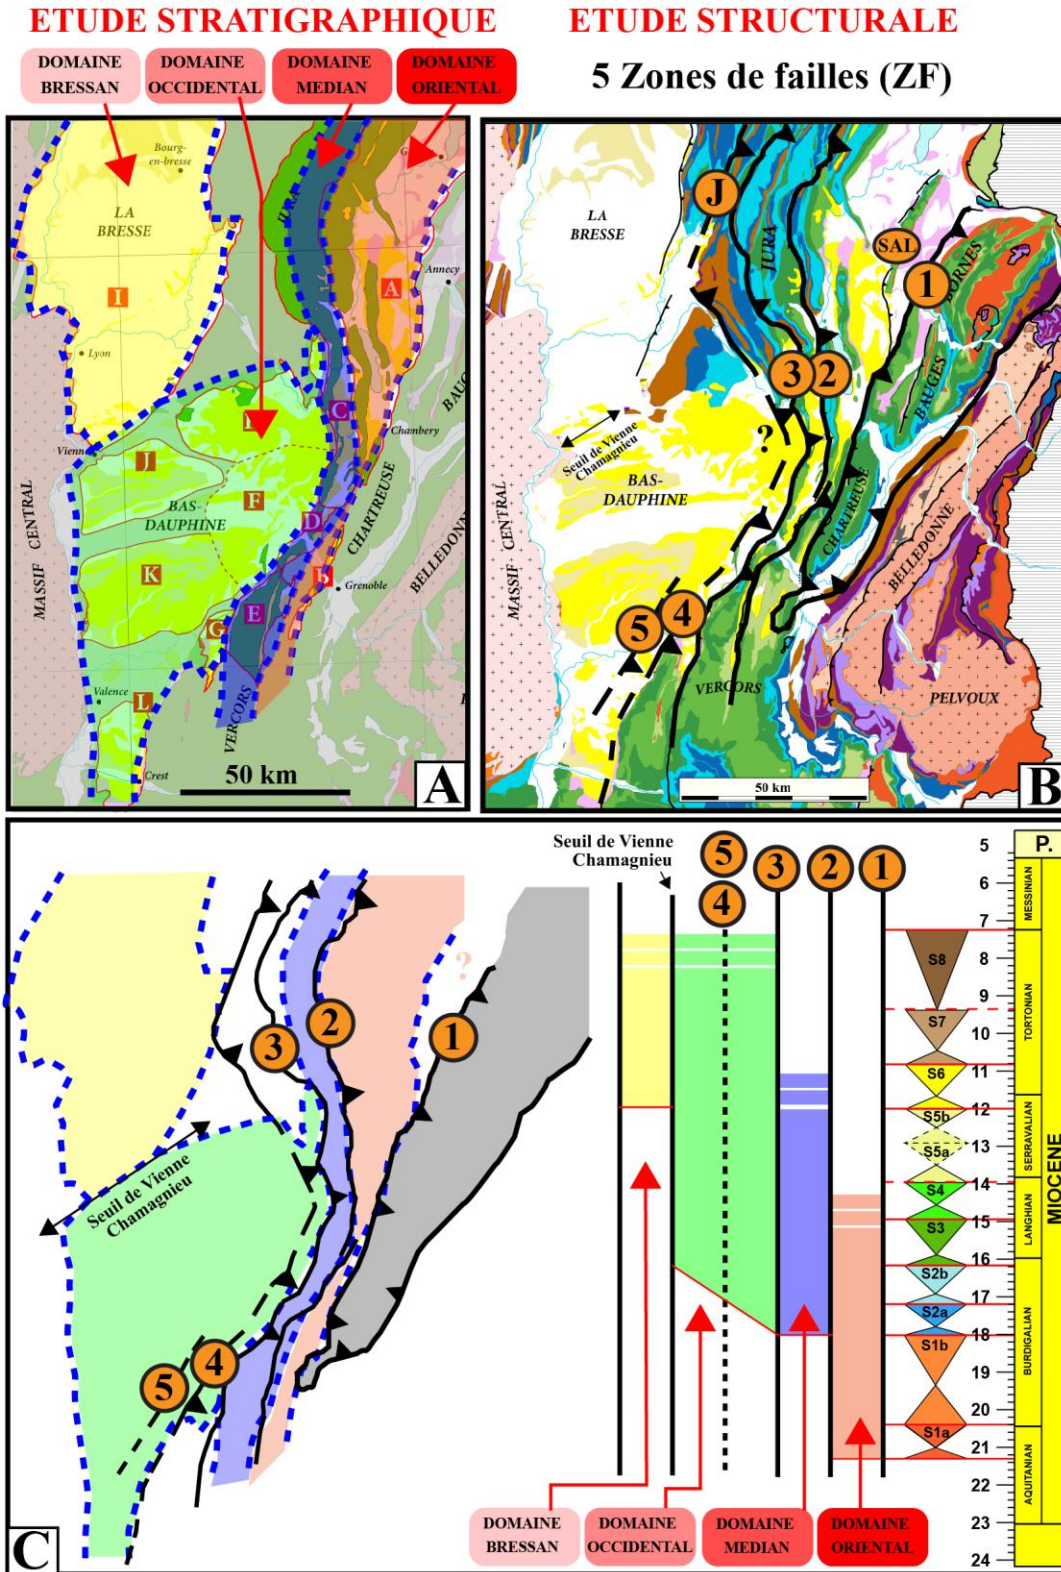 ETUDE STRATIGRAPHIQUE
ETUDE STRUCTURALE
DOMAINE
BRESSAN
DOMAINE
OCCIDENTAL
DOMAINE
MEDIAN
DOMAINE
ORIENTAL
5 Zones de failles (ZF)
Bourg-
en-bresse
LA
BRESSE
JURA
Annecy
A
I
Lyon
BAUGES
C
Chambery
Vienne
J
BAS-
DAUPHINE
F
D
CHARTREUSE
MASSIF CENTRAL
K
b
Grenoble
E
G
BELLEDONNE
Valence
L
VERCORS
Crest
50 km
A
J
LA
BRESSE
JURA
SAL
1
BORNES
3
2
BAUGES
?
Seuil de Vienne
Chamagnieu
BAS-
DAUPHINE
MASSIF CENTRAL
CHARTREUSE
BELLEDONNE
5
4
VERCORS
PELVOUX
50 km
B
?
3
2
1
Seuil de Vienne
Chamagnieu
5
4
C
Seuil de Vienne
Chamagnieu
5
4
3
2
1
5
6
7
8
9
10
11
12
13
14
15
16
17
18
19
20
21
22
23
24
S8
S7
S6
S5b
S5a
S4
S3
S2b
S2a
S1b
S1a
P.
MESSINIAN
TORTONIAN
SERRAVALIAN
LANGHIAN
BURDIGALIAN
AQUITANIAN
MIOCENE
DOMAINE
BRESSAN
DOMAINE
OCCIDENTAL
DOMAINE
MEDIAN
DOMAINE
ORIENTAL